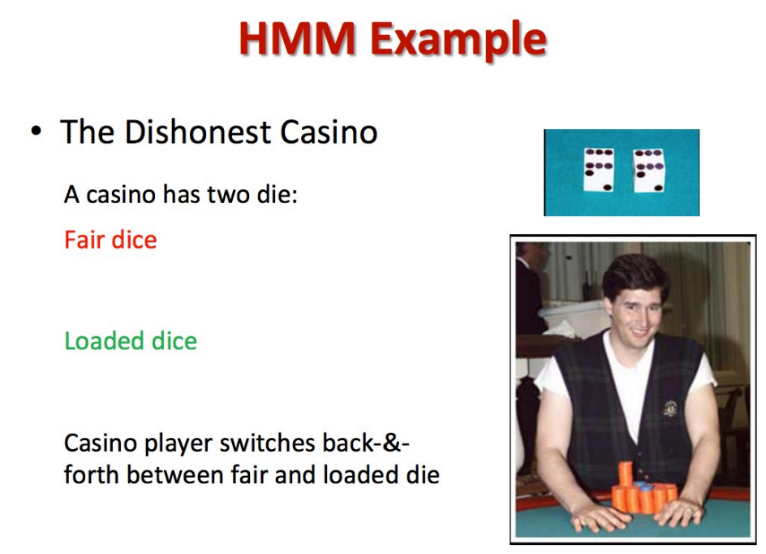 HMM Example
• The Dishonest Casino
A casino has two die:
Fair dice
Loaded dice
Casino player switches back-&-
forth between fair and loaded die